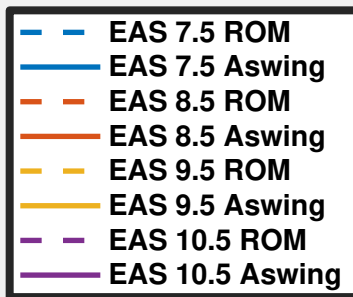 EAS 7.5 ROM
EAS 7.5 Aswing
EAS 8.5 ROM
EAS 8.5 Aswing
EAS 9.5 ROM
EAS 9.5 Aswing
EAS 10.5 ROM
EAS 10.5 Aswing